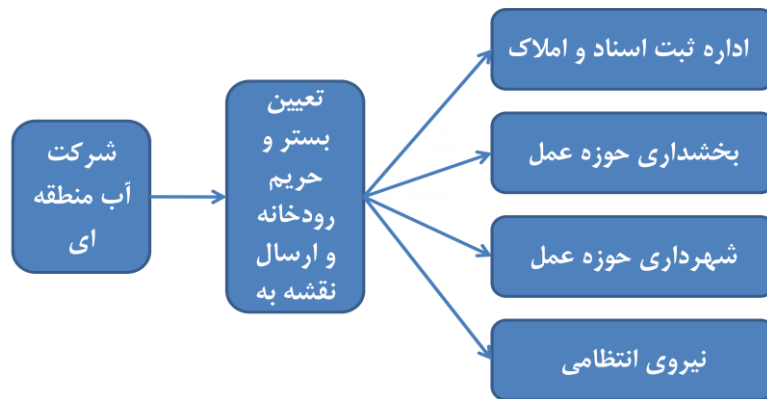 شرکت
آب منطقه
ای
تعیین
بستر و
حریم
رودخانه
و ارسال
نقشه به
اداره ثبت اسناد و املاک
بخشداری حوزه عمل
شهرداری حوزه عمل
نیروی انتظامی